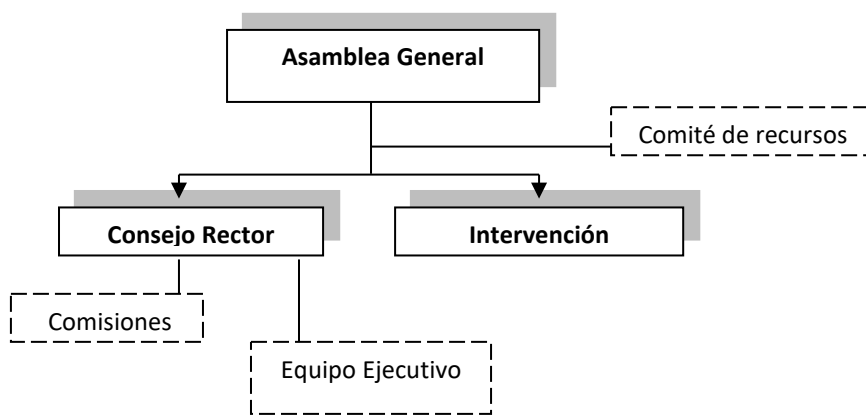 Asamblea General
Comité de recursos
Consejo Rector
Intervención
Comisiones
Equipo Ejecutivo